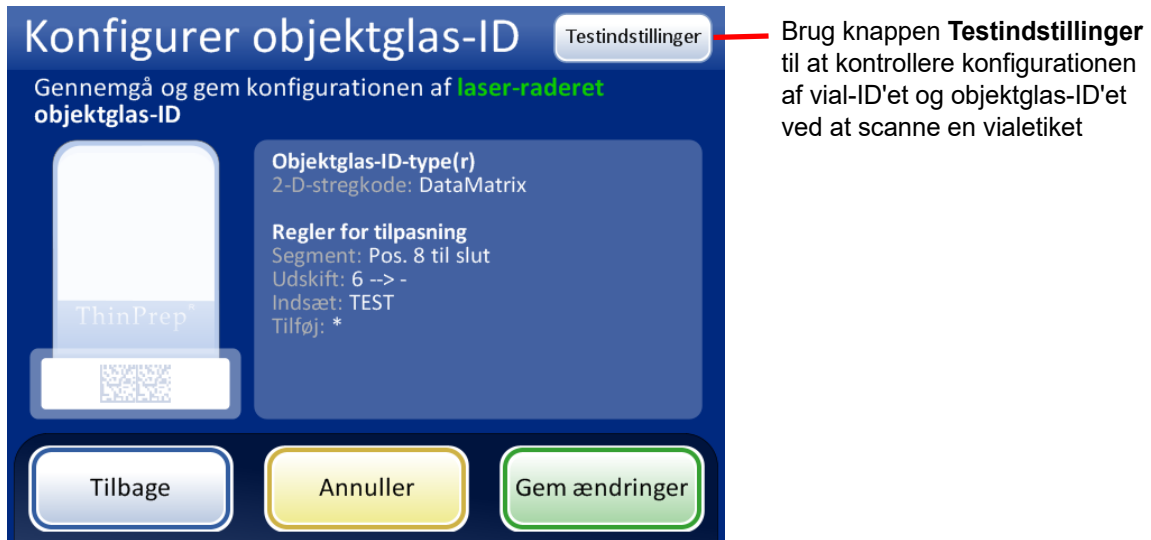 Konfigurer objektglas-ID
Testindstillinger
Gennemgå og gem konfigurationen af laser-raderet
objektglas-ID
Objektglas-ID-type(r)
2-D-stregkode: DataMatrix
Regler for tilpasning
Segment: Pos. 8 til slut
Udskift: 6 --> -
Indsæt: TEST
Tilføj: *
ThinPrep®
Tilbage
Annuller
Gem ændringer
Brug knappen Testindstillinger
til at kontrollere konfigurationen
af vial-ID'et og objektglas-ID'et
ved at scanne en vialetiket